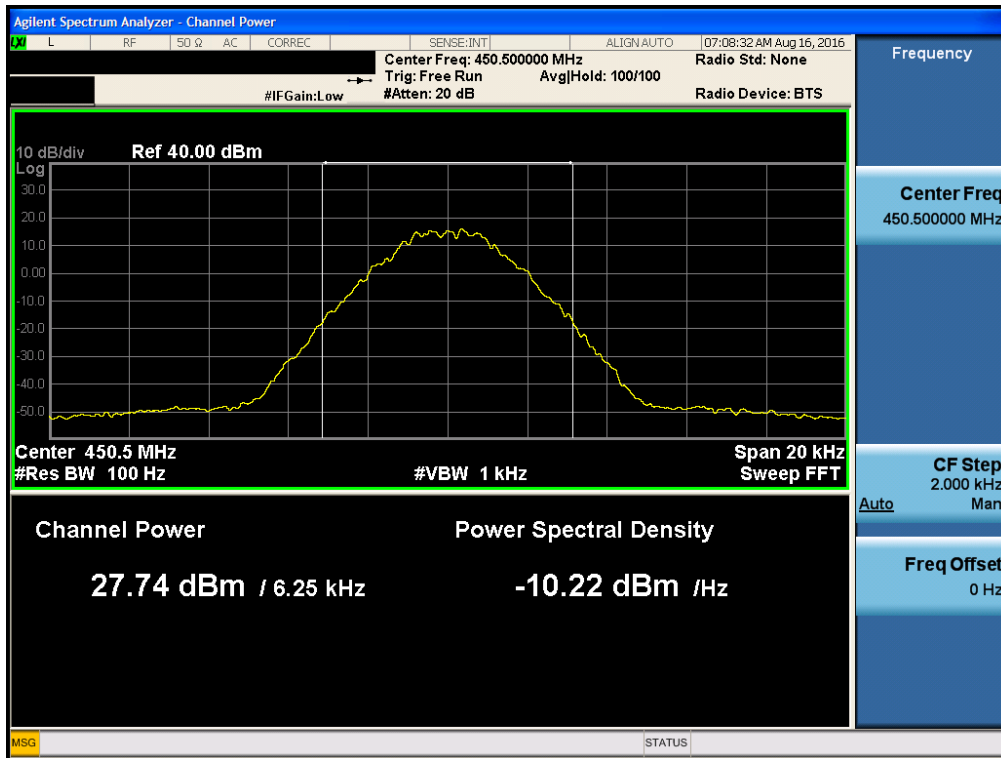 Agilent Spectrum Analyzer - Channel Power
LXI L RF 50 Ω AC CORREC SENSE:INT ALIGNAUTO 07:08:32 AM Aug 16, 2016
Center Freq: 450.500000 MHz Radio Std: None
Trig: Free Run Avg|Hold: 100/100
#IFGain:Low #Atten: 20 dB Radio Device: BTS
10 dB/div Ref 40.00 dBm
Log
30.0
20.0
10.0
0.00
-10.0
-20.0
-30.0
-40.0
-50.0
Center 450.5 MHz Span 20 kHz
#Res BW 100 Hz #VBW 1 kHz Sweep FFT
Channel Power Power Spectral Density
27.74 dBm / 6.25 kHz -10.22 dBm /Hz
MSG STATUS
Frequency
Center Freq
450.500000 MHz
CF Step
2.000 kHz
Auto Man
Freq Offset
0 Hz